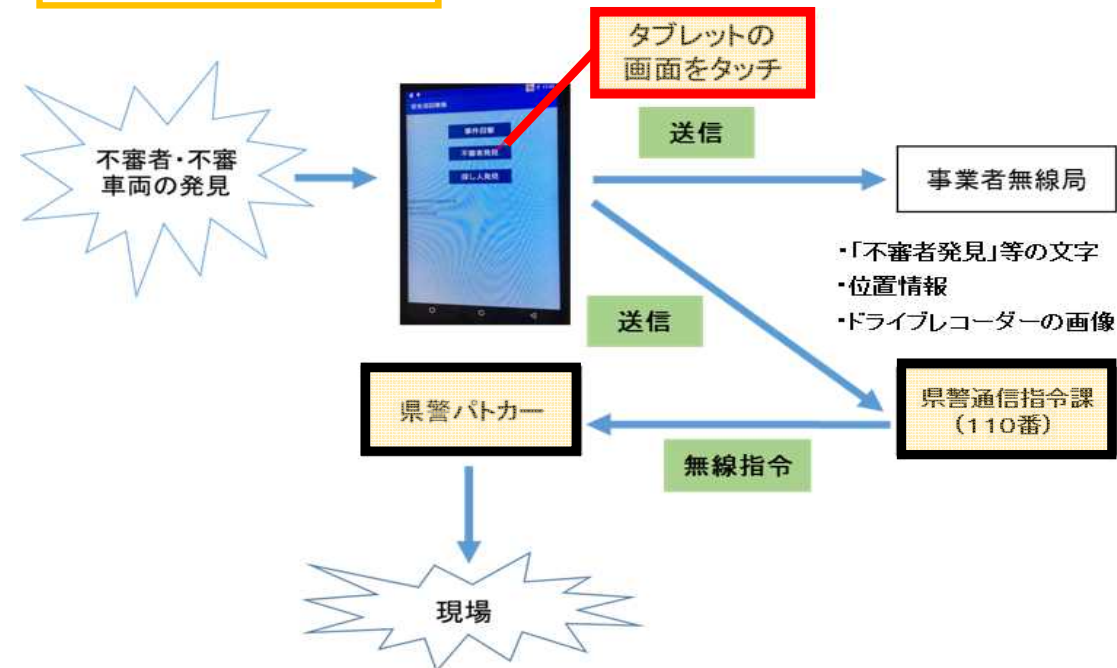 タブレットの
画面をタッチ
送信
不審者・不審
車両の発見
事件目撃
不審者発見
探し人発見
事業者無線局
・「不審者発見」等の文字
・位置情報
・ドライブレコーダーの画像
送信
県警パトカー
県警通信指令課
(110番)
無線指令
現場